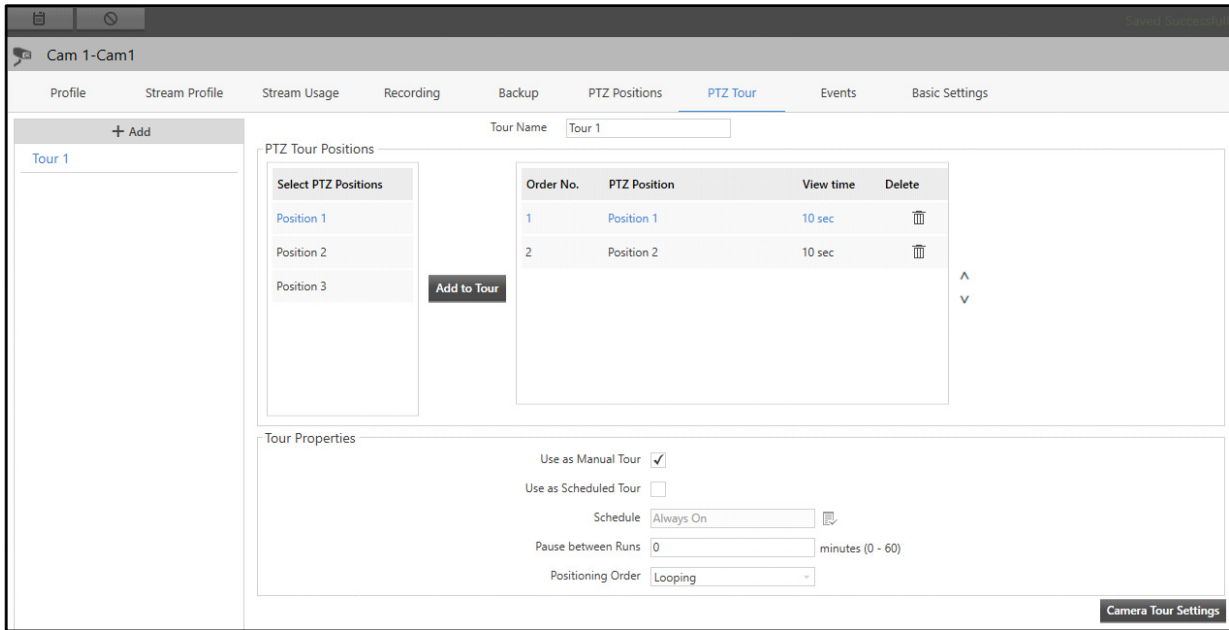 Saved Successful
Cam 1-Cam1
Profile Stream Profile Stream Usage Recording Backup PTZ Positions PTZ Tour Events Basic Settings
+ Add
Tour Name Tour 1
Tour 1
PTZ Tour Positions
Select PTZ Positions Order No. PTZ Position View time Delete
Position 1 1 Position 1 10 sec
Position 2 2 Position 2 10 sec
Position 3
Add to Tour
Tour Properties
Use as Manual Tour
Use as Scheduled Tour
Schedule Always On
Pause between Runs 0 minutes (0 - 60)
Positioning Order Looping
Camera Tour Settings